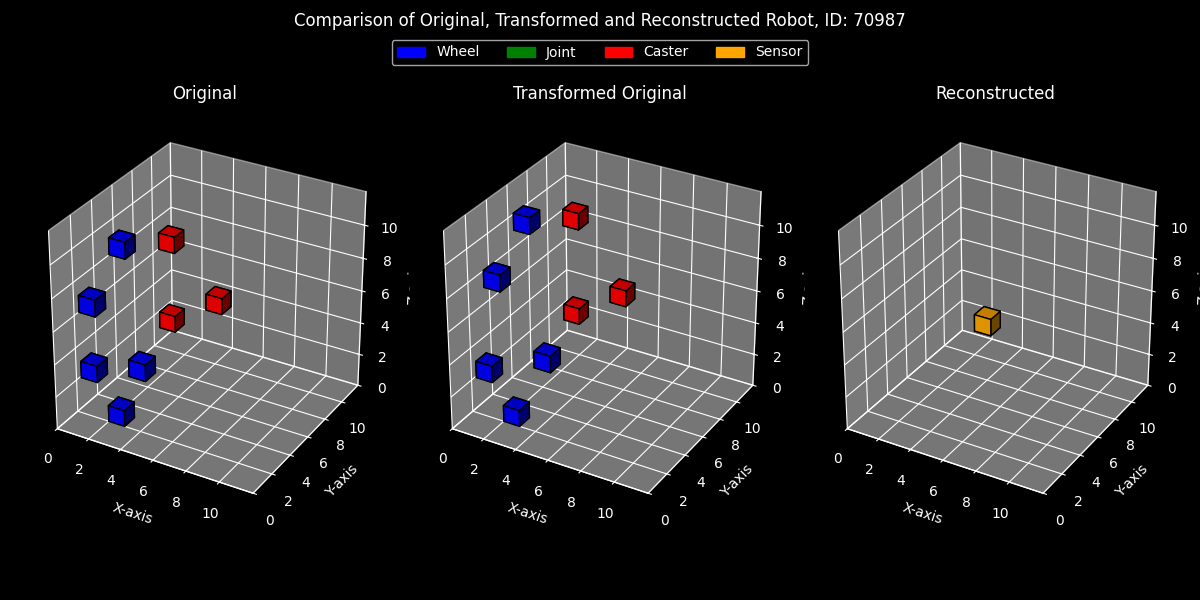 Comparison of Original, Transformed and Reconstructed Robot, ID: 70987
Wheel Joint Caster Sensor
Original Transformed Original Reconstructed
10 10 10
8 8 8
6 6 6
4 4 4
2 2 2
0 0 0
10 10 10
8 8 8
6 6 6
4 4 4
2 2 2
0 0 0
0 2 4 6 8 10 0 2 4 6 8 10 0 2 4 6 8 10
X-axis Y-axis X-axis Y-axis X-axis Y-axis